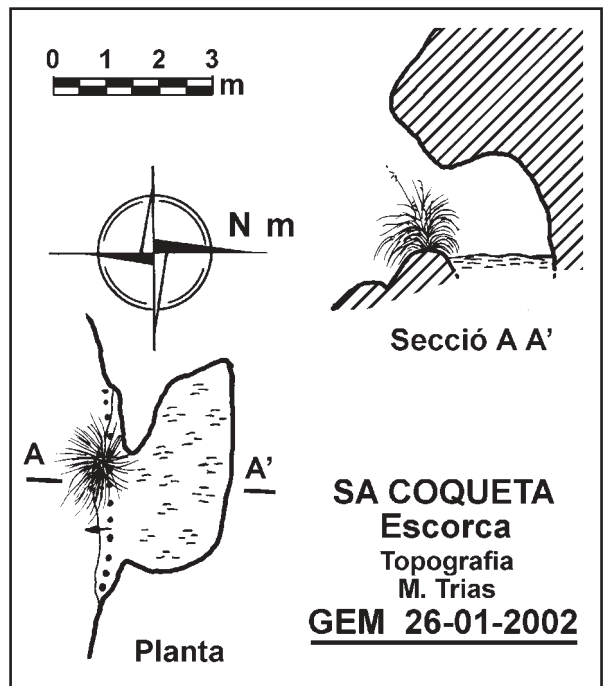 0 1 2 3
m
N m
Secció A A’
A
A’
SA COQUETA
Escorca
Topografia
M. Trias
GEM 26-01-2002
Planta